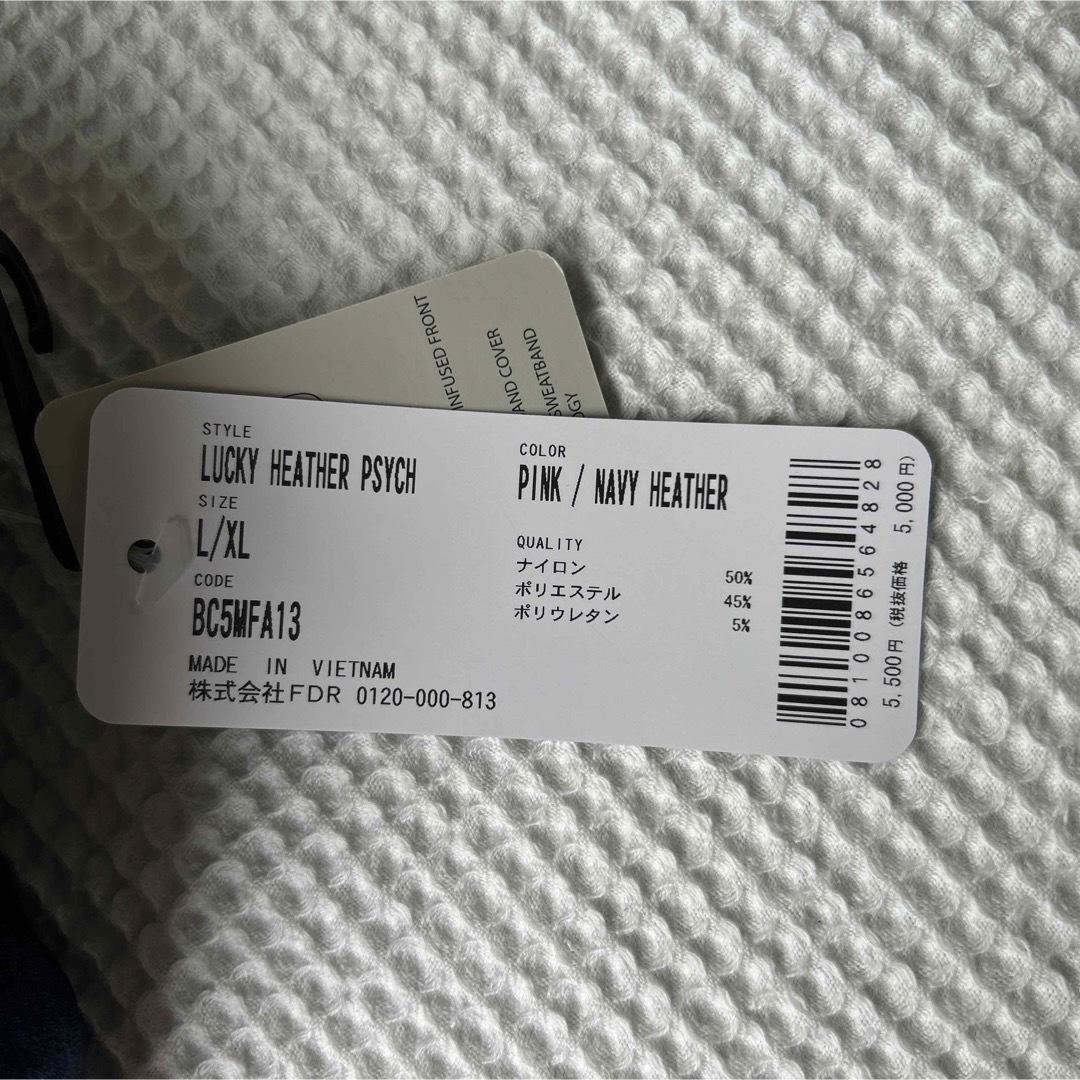 INFUSED FRONT
AND COVER
SWEATBAND
OGY
STYLE
LUCKY HEATHER PSYCH
SIZE
L/XL
CODE
BC5MFA13
MADE IN VIETNAM
株式会社FDR 0120-000-813
COLOR
PINK / NAVY HEATHER
QUALITY
ナイロン 50%
ポリエステル 45%
ポリウレタン 5%
081008656 4828
5,500円(税抜価格 5,000円)